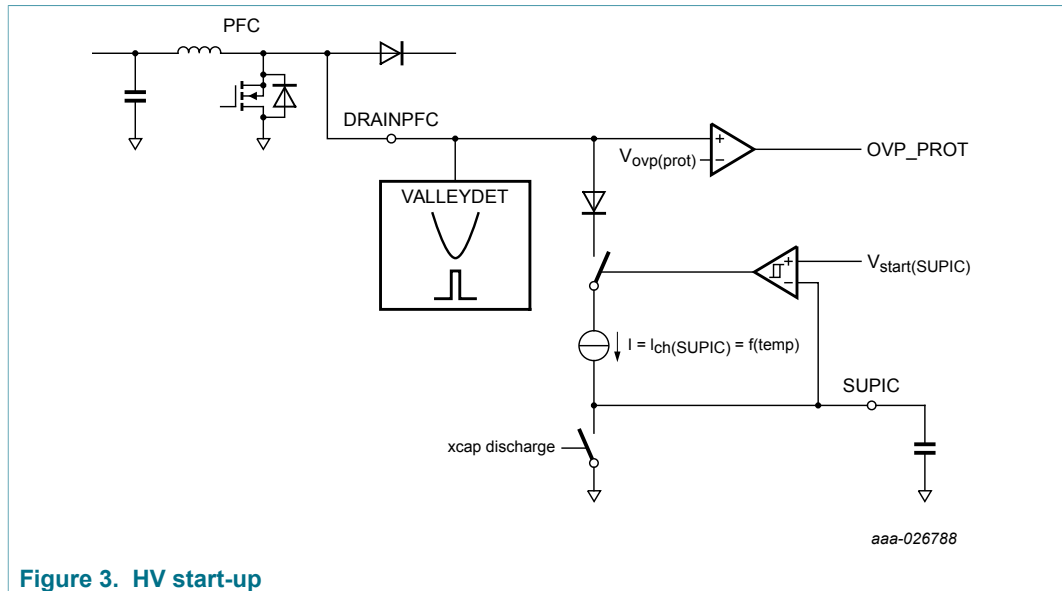 PFC
DRAINPFC
Vovp(prot)
OVP_PROT
VALLEYDET
Vstart(SUPIC)
I = Ich(SUPIC) = f(temp)
SUPIC
xcap discharge
aaa-026788
Figure 3. HV start-up